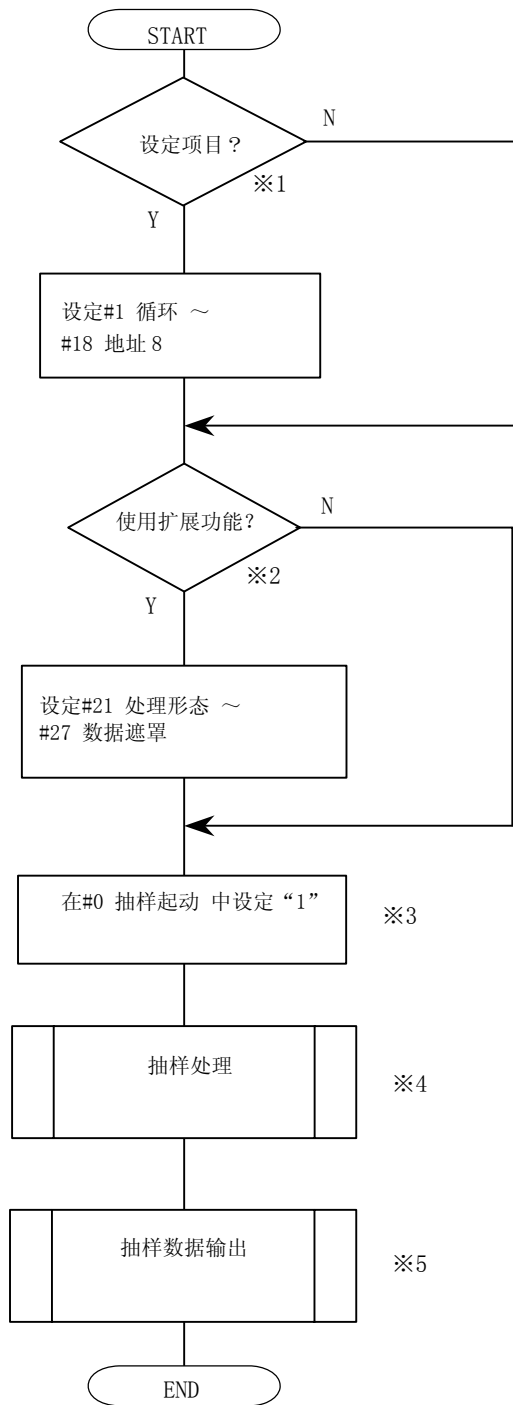 START
N
设定项目？
※1
Y
设定#1 循环 ～
#18 地址8
N
使用扩展功能?
※2
Y
设定#21 处理形态 ～
#27 数据遮罩
在#0 抽样起动 中设定“1”
※3
抽样处理
※4
抽样数据输出
※5
END